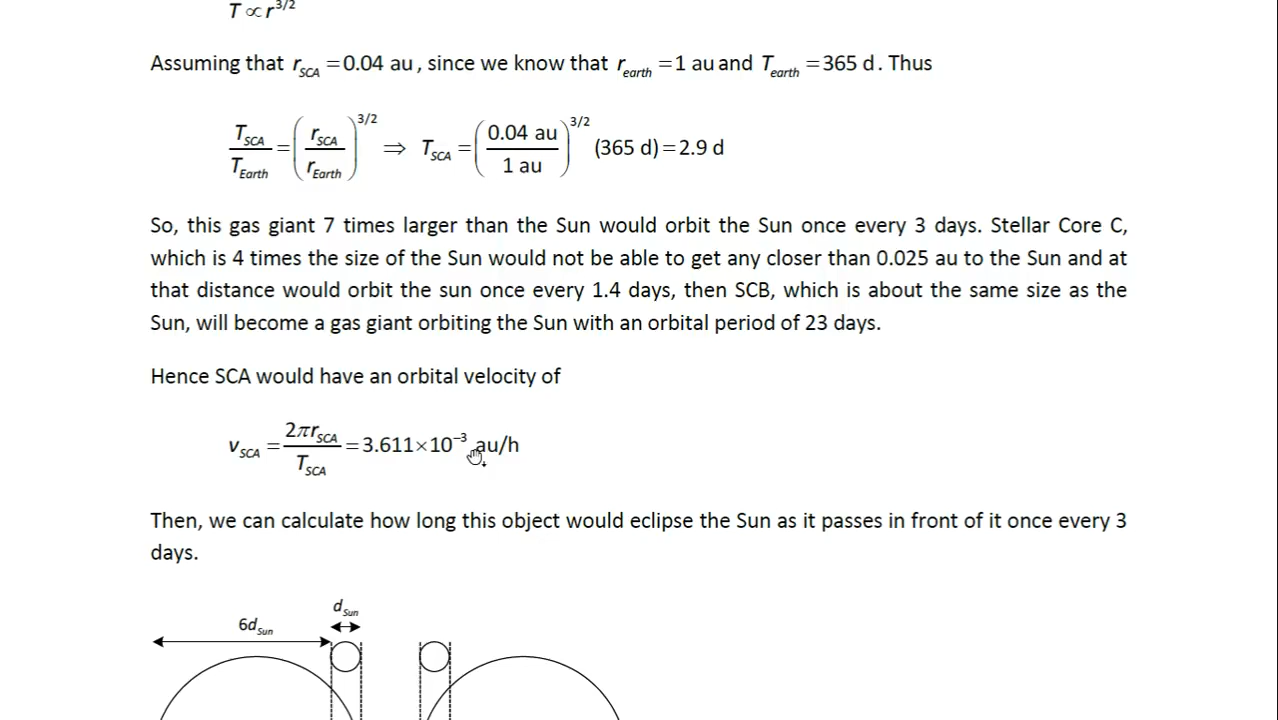 T ∝ r^3/2
Assuming that r_SCA = 0.04 au, since we know that r_earth = 1 au and T_earth = 365 d. Thus
T_SCA / T_Earth = (r_SCA / r_Earth)^3/2 ⇒ T_SCA = (0.04 au / 1 au)^3/2 (365 d) = 2.9 d
So, this gas giant 7 times larger than the Sun would orbit the Sun once every 3 days. Stellar Core C,
which is 4 times the size of the Sun would not be able to get any closer than 0.025 au to the Sun and at
that distance would orbit the sun once every 1.4 days, then SCB, which is about the same size as the
Sun, will become a gas giant orbiting the Sun with an orbital period of 23 days.
Hence SCA would have an orbital velocity of
v_SCA = 2πr_SCA / T_SCA = 3.611×10^−3 au/h
Then, we can calculate how long this object would eclipse the Sun as it passes in front of it once every 3
days.
d_Sun
6d_Sun